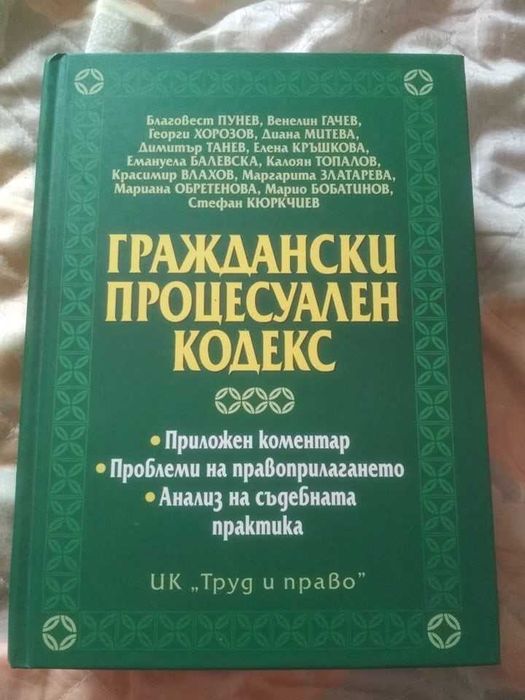 Благовест ПУНЕВ, Венелин ГАЧЕВ,
Георги ХОРОЗОВ, Диана МИТЕВА,
Димитър ТАНЕВ, Елена КРЪШКОВА,
Емануела БАЛЕВСКА, Калоян ТОПАЛОВ,
Красимир ВЛАХОВ, Маргарита ЗЛАТАРЕВА,
Мариана ОБРЕТЕНОВА, Марио БОБАТИНОВ,
Стефан КЮРКЧИЕВ
ГРАЖДАНСКИ
ПРОЦЕСУАЛЕН
КОДЕКС
• Приложен коментар
• Проблеми на правоприлагането
• Анализ на съдебната
практика
ИК „Труд и право”